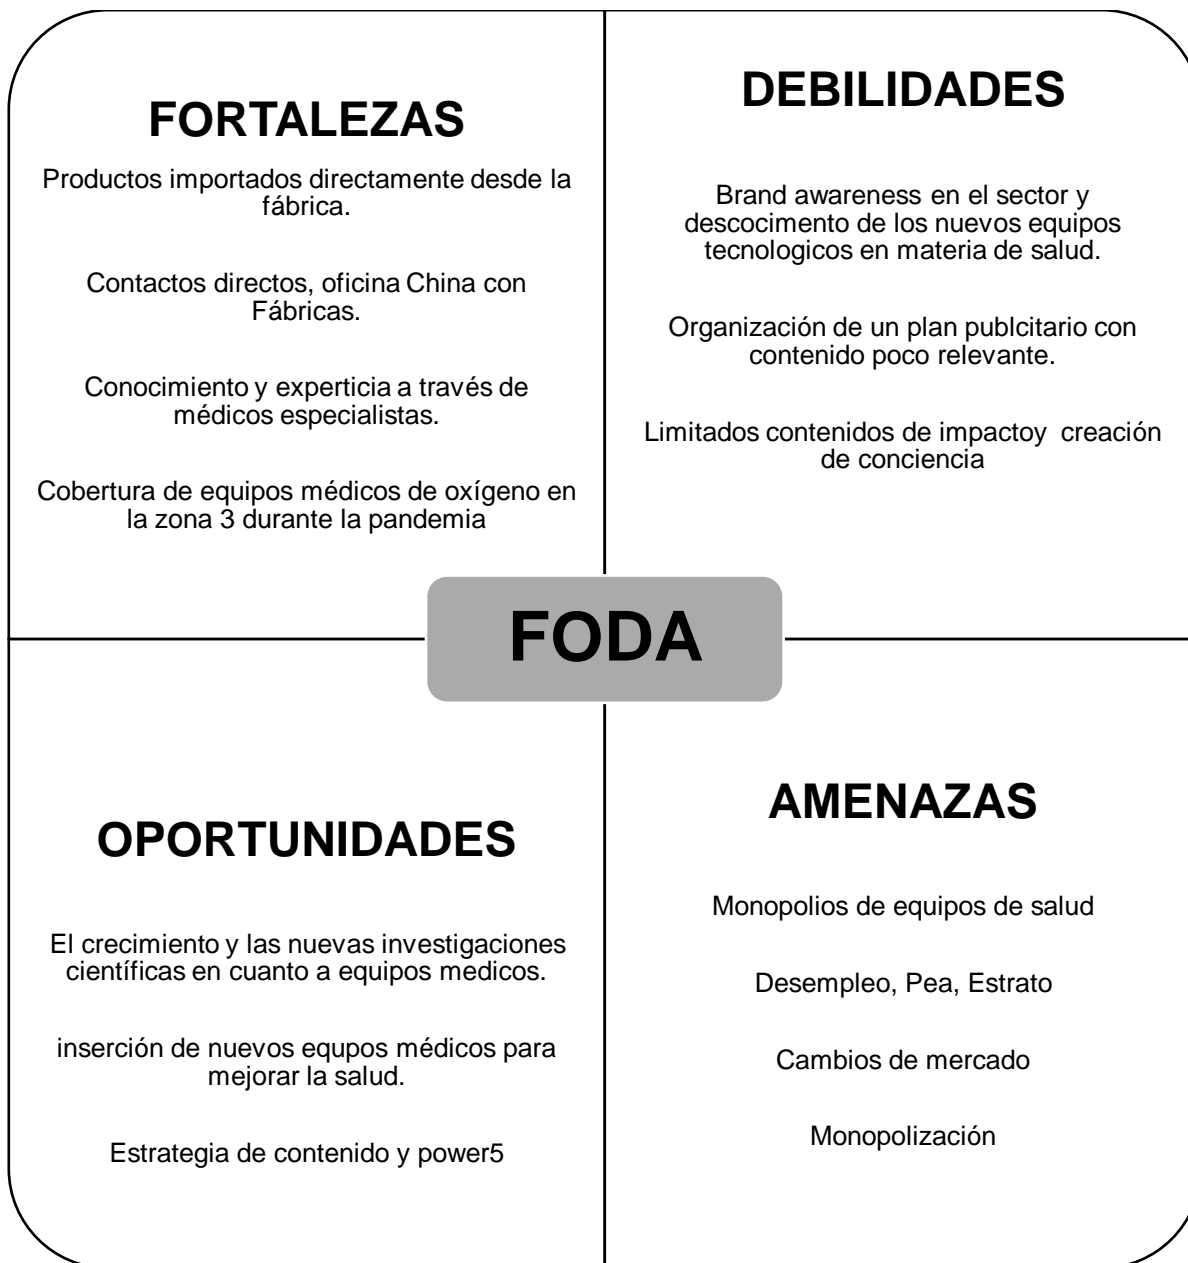 FORTALEZAS
Productos importados directamente desde la
fábrica.
Contactos directos, oficina China con
Fábricas.
Conocimiento y experticia a través de
médicos especialistas.
Cobertura de equipos médicos de oxígeno en
la zona 3 durante la pandemia
DEBILIDADES
Brand awareness en el sector y
descocimento de los nuevos equipos
tecnologicos en materia de salud.
Organización de un plan publcitario con
contenido poco relevante.
Limitados contenidos de impactoy creación
de conciencia
FODA
OPORTUNIDADES
El crecimiento y las nuevas investigaciones
científicas en cuanto a equipos medicos.
inserción de nuevos equpos médicos para
mejorar la salud.
Estrategia de contenido y power5
AMENAZAS
Monopolios de equipos de salud
Desempleo, Pea, Estrato
Cambios de mercado
Monopolización